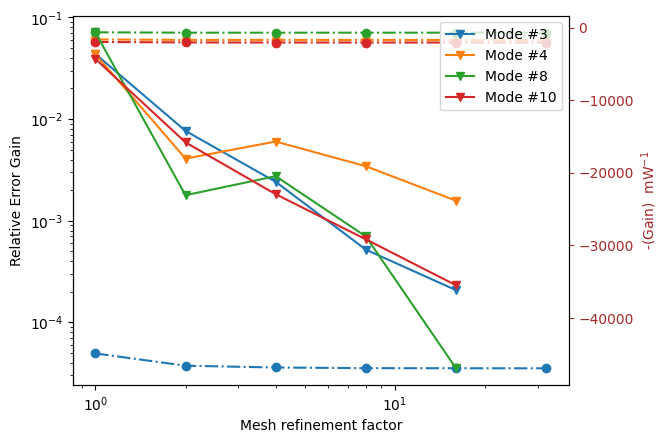 Mode #3
Mode #4
Mode #8
Mode #10
10⁻¹
10⁻²
10⁻³
10⁻⁴
Relative Error Gain
10⁰
10¹
Mesh refinement factor
0
−10000
−20000
−30000
−40000
-(Gain) mW⁻¹